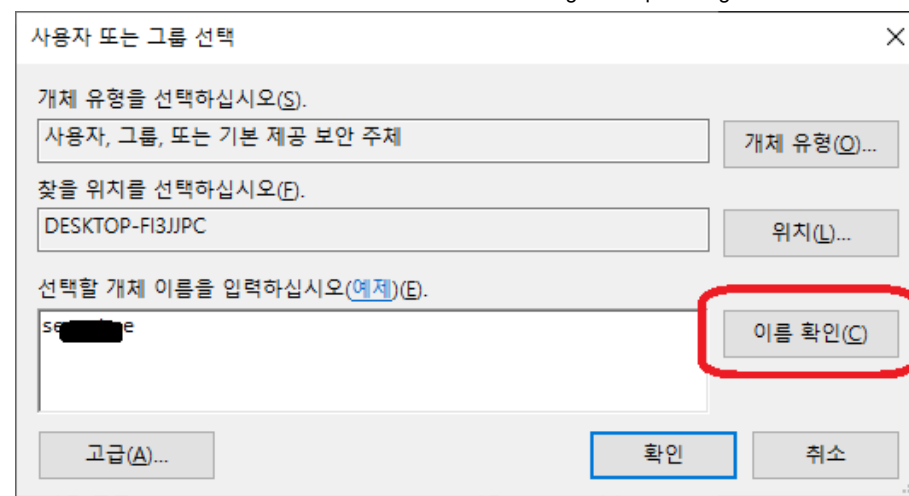 사용자 또는 그룹 선택
개체 유형을 선택하십시오(S).
사용자, 그룹, 또는 기본 제공 보안 주체
개체 유형(O)...
찾을 위치를 선택하십시오(F).
DESKTOP-FI3JJPC
위치(L)...
선택할 개체 이름을 입력하십시오(예제)(E).
이름 확인(C)
고급(A)...
확인
취소